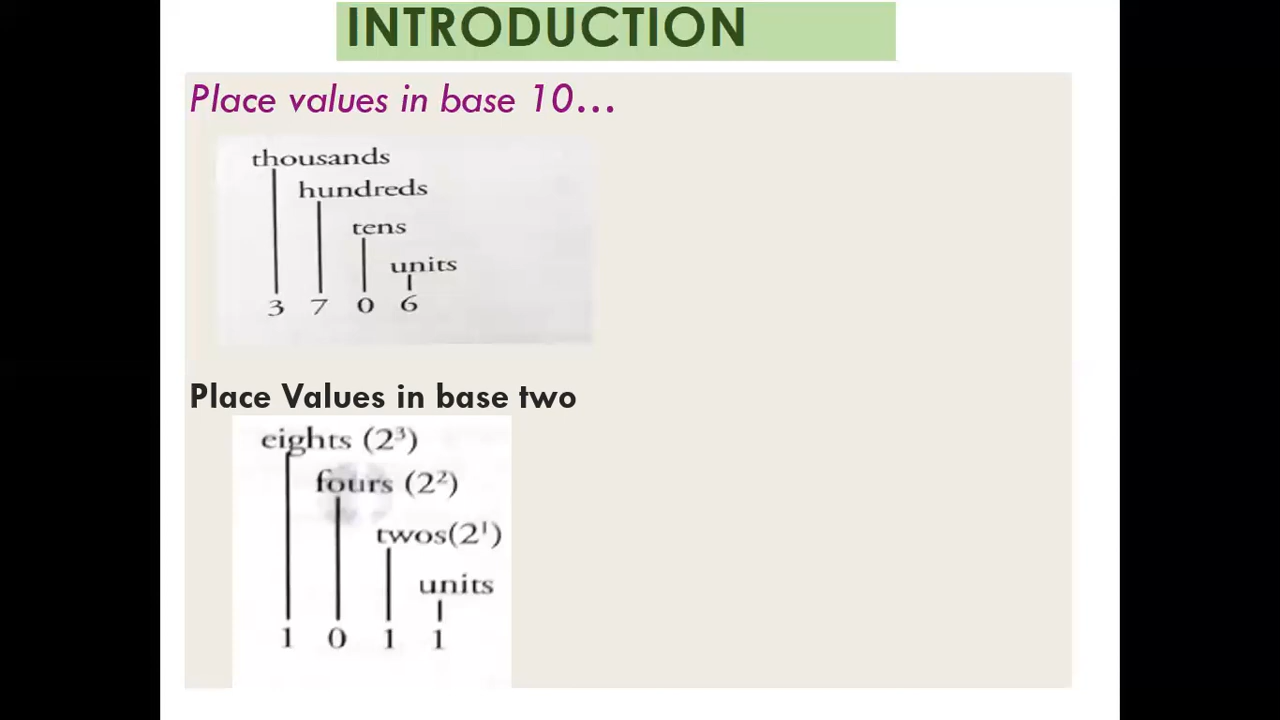 INTRODUCTION
Place values in base 10...
thousands
hundreds
tens
units
3 7 0 6
Place Values in base two
eights (2³)
fours (2²)
twos(2¹)
units
1 0 1 1